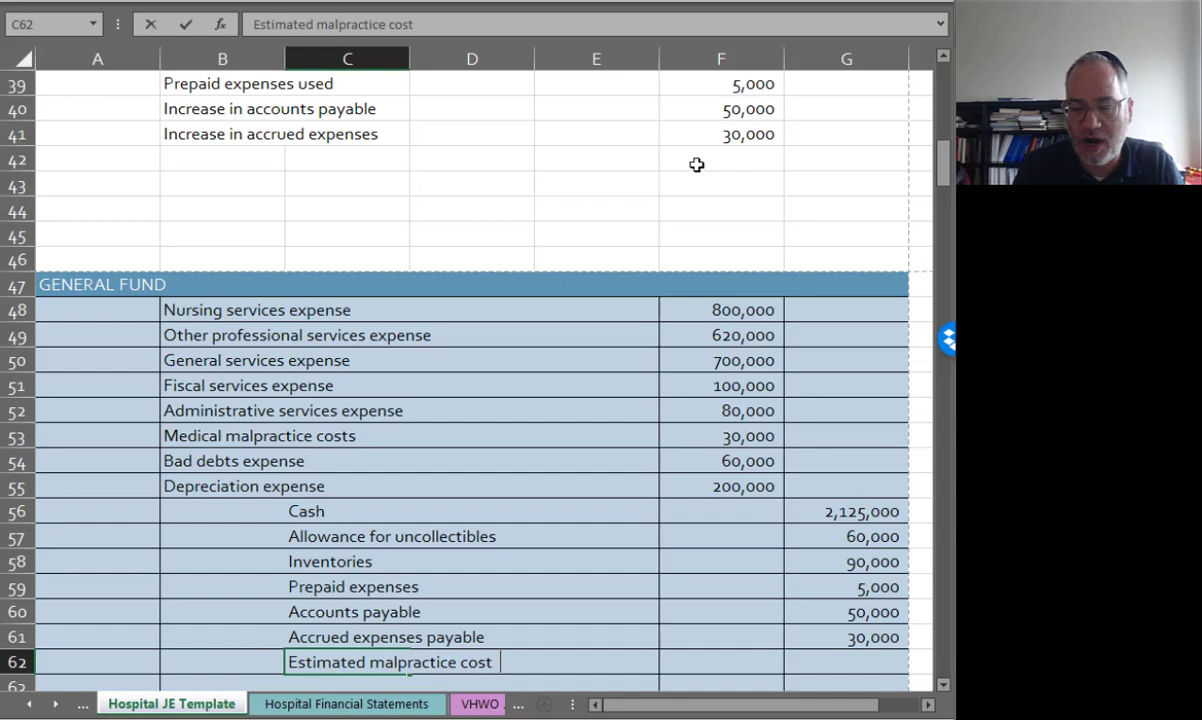 C62 fx Estimated malpractice cost
A B C D E F G
39 Prepaid expenses used 5,000
40 Increase in accounts payable 50,000
41 Increase in accrued expenses 30,000
42
43
44
45
46
47 GENERAL FUND
48 Nursing services expense 800,000
49 Other professional services expense 620,000
50 General services expense 700,000
51 Fiscal services expense 100,000
52 Administrative services expense 80,000
53 Medical malpractice costs 30,000
54 Bad debts expense 60,000
55 Depreciation expense 200,000
56 Cash 2,125,000
57 Allowance for uncollectibles 60,000
58 Inventories 90,000
59 Prepaid expenses 5,000
60 Accounts payable 50,000
61 Accrued expenses payable 30,000
62 Estimated malpractice cost
63
... Hospital JE Template Hospital Financial Statements VHWO ...